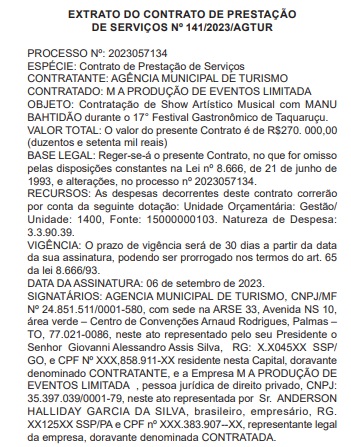 EXTRATO DO CONTRATO DE PRESTAÇÃO
DE SERVIÇOS Nº 141/2023/AGTUR
PROCESSO Nº: 2023057134
ESPÉCIE: Contrato de Prestação de Serviços
CONTRATANTE: AGÊNCIA MUNICIPAL DE TURISMO
CONTRATADO: M A PRODUÇÃO DE EVENTOS LIMITADA
OBJETO: Contratação de Show Artístico Musical com MANU
BAHTIDÃO durante o 17° Festival Gastronômico de Taquaruçu.
VALOR TOTAL: O valor do presente Contrato é de R$270. 000,00
(duzentos e setenta mil reais)
BASE LEGAL: Reger-se-á o presente Contrato, no que for omisso
pelas disposições constantes na Lei nº 8.666, de 21 de junho de
1993, e alterações, no processo nº 2023057134.
RECURSOS: As despesas decorrentes deste contrato correrão
por conta da seguinte dotação: Unidade Orçamentária: Gestão/
Unidade: 1400, Fonte: 15000000103. Natureza de Despesa:
3.3.90.39.
VIGÊNCIA: O prazo de vigência será de 30 dias a partir da data
da sua assinatura, podendo ser prorrogado nos termos do art. 65
da lei 8.666/93.
DATA DA ASSINATURA: 06 de setembro de 2023.
SIGNATÁRIOS: AGENCIA MUNICIPAL DE TURISMO, CNPJ/MF
Nº 24.851.511/0001-580, com sede na ARSE 33, Avenida NS 10,
área verde – Centro de Convenções Arnaud Rodrigues, Palmas –
TO, 77.021-0086, neste ato representado pelo seu Presidente o
Senhor Giovanni Alessandro Assis Silva, RG: X.X045XX SSP/
GO, e CPF Nº XXX,858.911-XX residente nesta Capital, doravante
denominado CONTRATANTE, e a Empresa M A PRODUÇÃO DE
EVENTOS LIMITADA , pessoa jurídica de direito privado, CNPJ:
35.397.039/0001-79, neste ato representada por Sr. ANDERSON
HALLIDAY GARCIA DA SILVA, brasileiro, empresário, RG.
XX125XX SSP/PA e CPF nº XXX.383.907--XX, representante legal
da empresa, doravante denominada CONTRATADA.